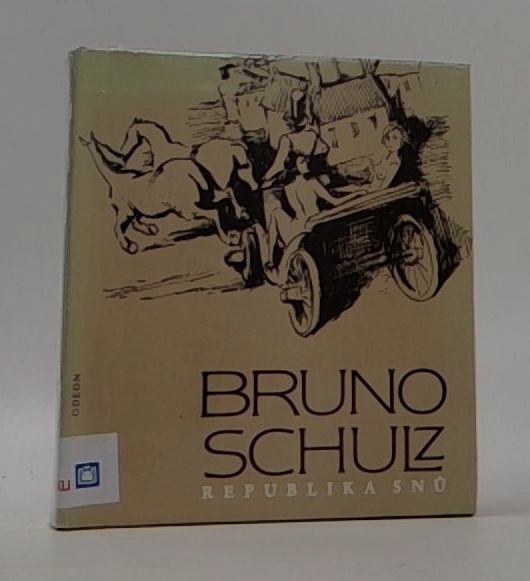 BRUNO
SCHULZ
REPUBLIKA SNŮ
ODEON